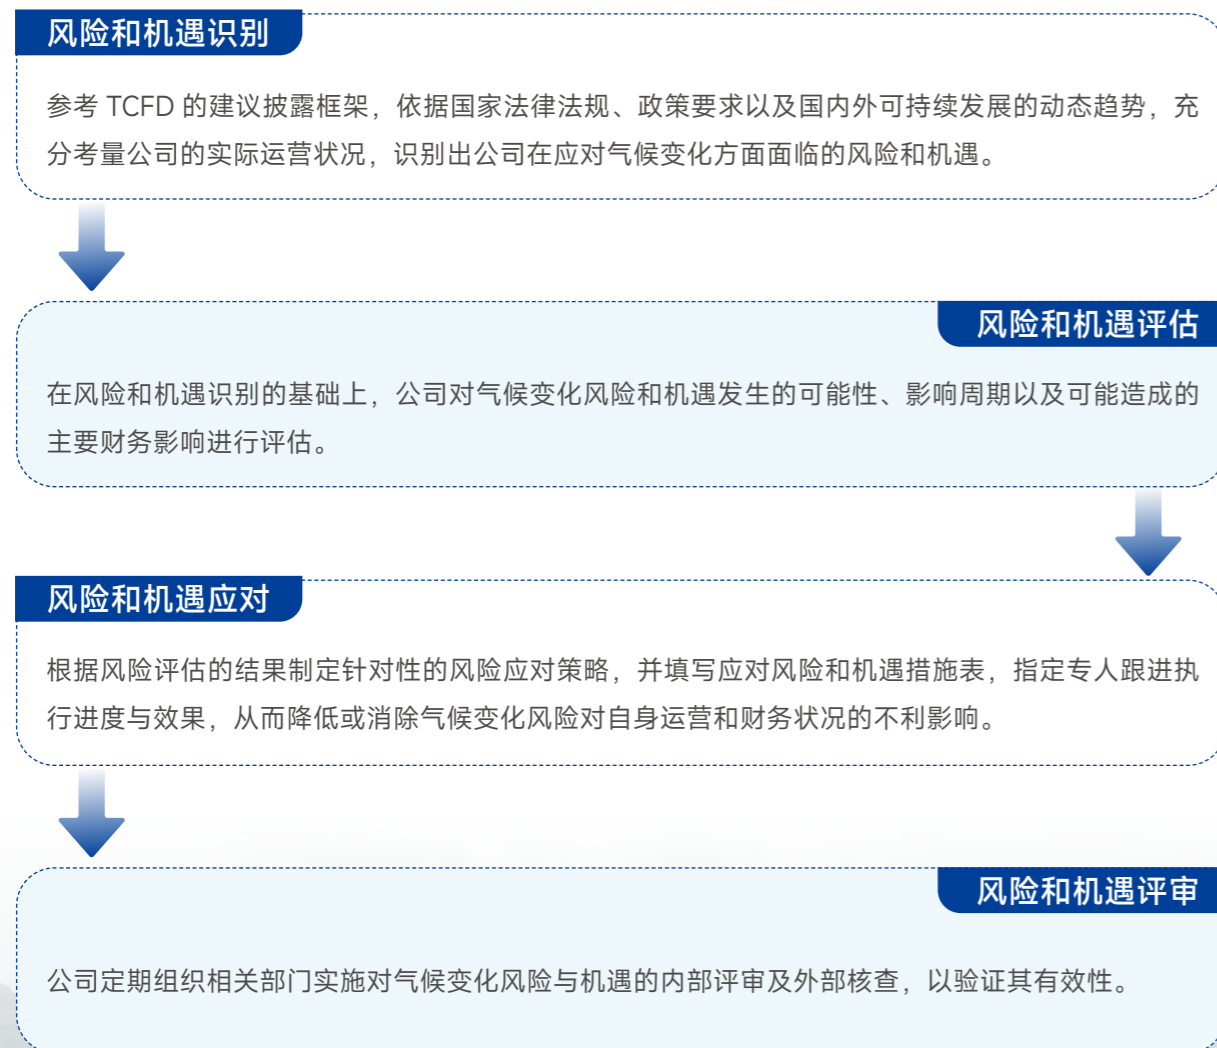 风险和机遇识别
参考 TCFD 的建议披露框架，依据国家法律法规、政策要求以及国内外可持续发展的动态趋势，充
分考量公司的实际运营状况，识别出公司在应对气候变化方面面临的风险和机遇。
风险和机遇评估
在风险和机遇识别的基础上，公司对气候变化风险和机遇发生的可能性、影响周期以及可能造成的
主要财务影响进行评估。
风险和机遇应对
根据风险评估的结果制定针对性的风险应对策略，并填写应对风险和机遇措施表，指定专人跟进执
行进度与效果，从而降低或消除气候变化风险对自身运营和财务状况的不利影响。
风险和机遇评审
公司定期组织相关部门实施对气候变化风险与机遇的内部评审及外部核查，以验证其有效性。